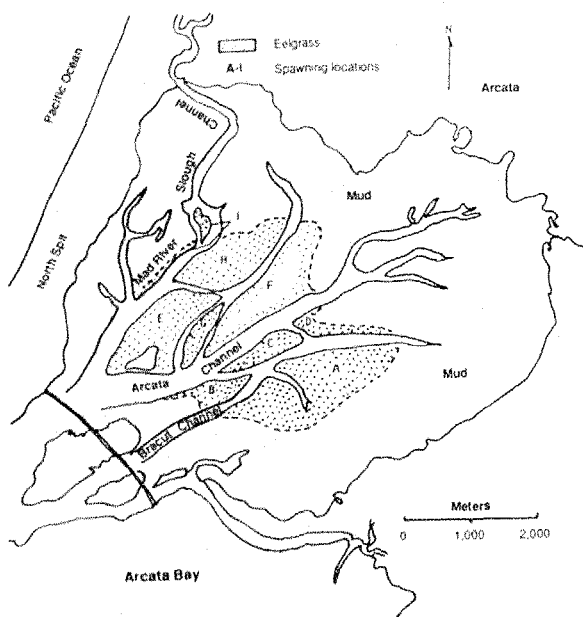 Eelgrass
A-I Spawning locations
N
Pacific Ocean
Arcata
Channel
Slough
Mud
I
North Spit
Mad River
H
F
E
G
D
Channel
C
Arcata
A
Mud
B
Bracut Channel
Meters
0 1,000 2,000
Arcata Bay